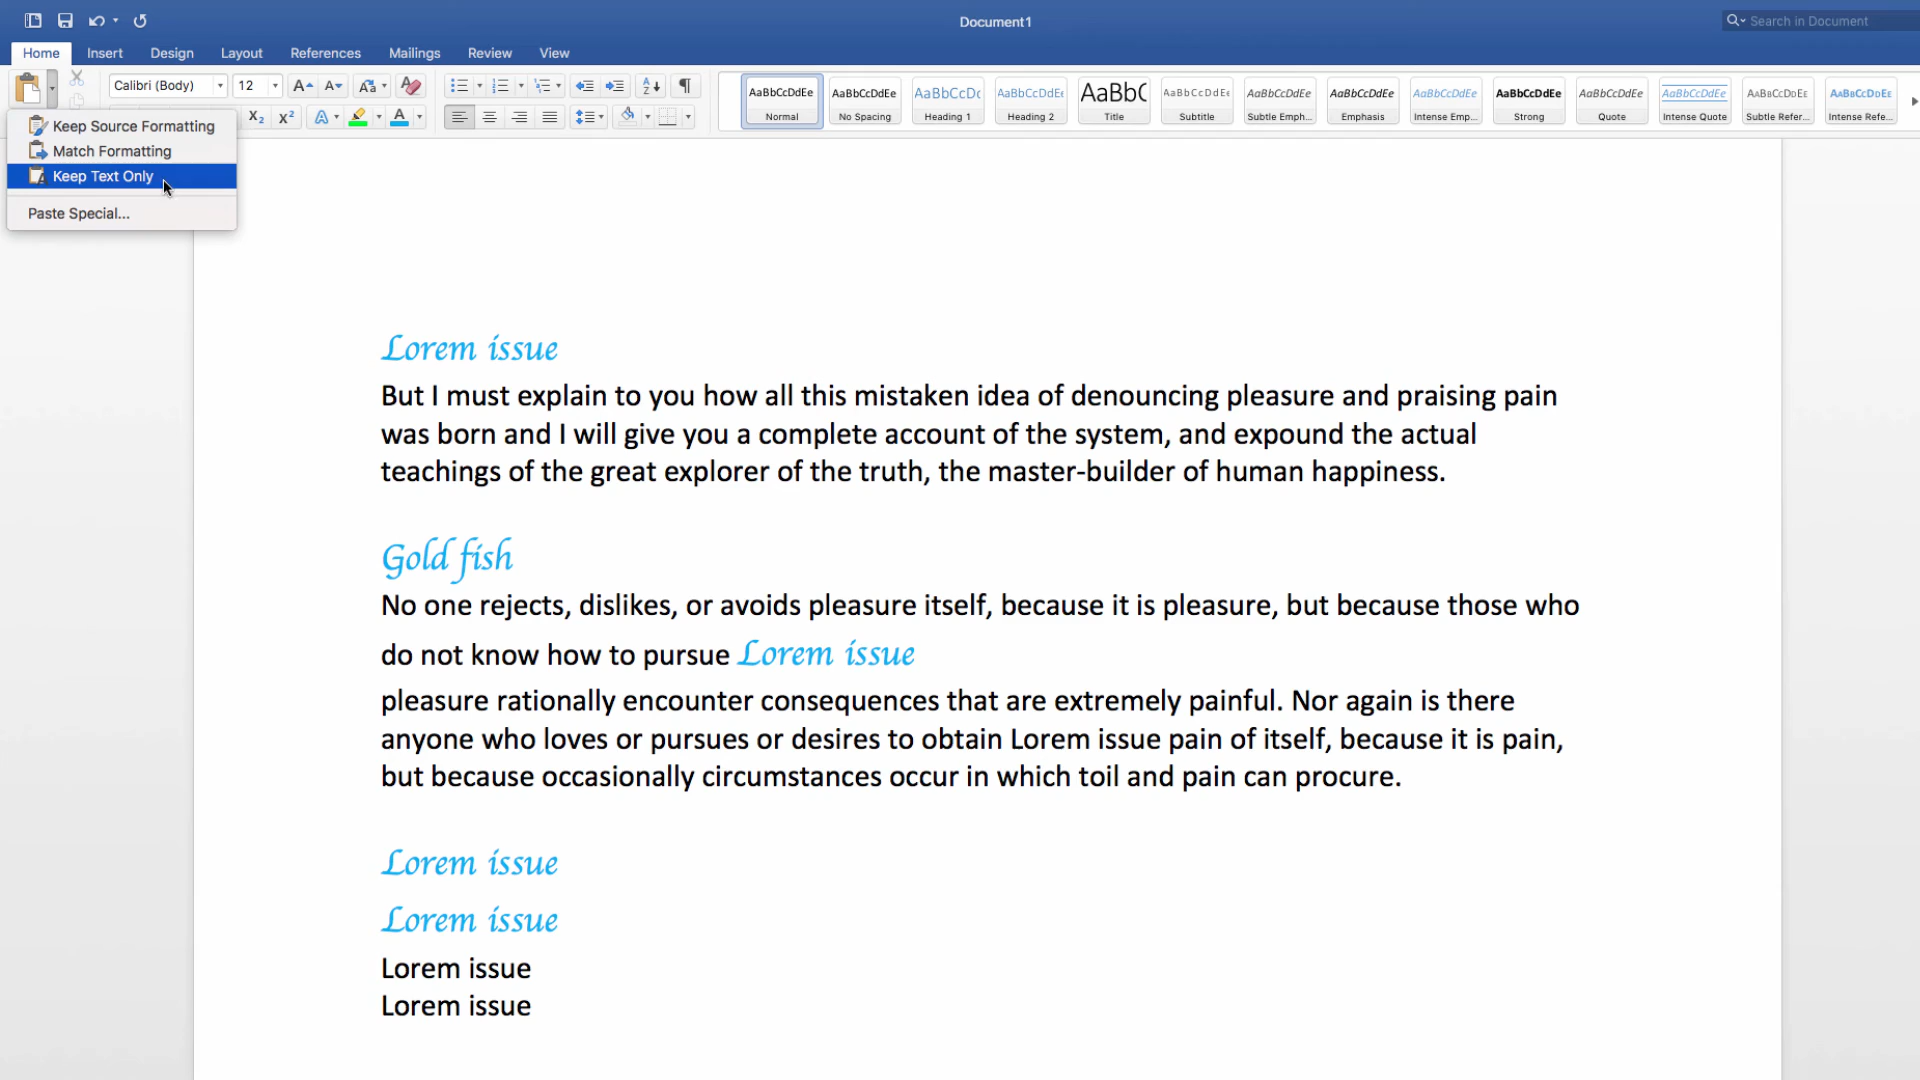 Document1
Search in Document
Home Insert Design Layout References Mailings Review View
Calibri (Body) 12
Keep Source Formatting
Match Formatting
Keep Text Only
Paste Special...
AaBbCcDdEe AaBbCcDdEe AaBbCcDc AaBbCcDdEe AaBbC AaBbCcDdEe AaBbCcDdEe AaBbCcDdEe AaBbCcDdEe AaBbCcDdEe AaBbCcDdEe AaBbCcDdEe AaBbCcDdEe AaBbCcDdEe
Normal No Spacing Heading 1 Heading 2 Title Subtitle Subtle Emph... Emphasis Intense Emp... Strong Quote Intense Quote Subtle Refer... Intense Refe...
Lorem issue
But I must explain to you how all this mistaken idea of denouncing pleasure and praising pain
was born and I will give you a complete account of the system, and expound the actual
teachings of the great explorer of the truth, the master-builder of human happiness.
Gold fish
No one rejects, dislikes, or avoids pleasure itself, because it is pleasure, but because those who
do not know how to pursue Lorem issue
pleasure rationally encounter consequences that are extremely painful. Nor again is there
anyone who loves or pursues or desires to obtain Lorem issue pain of itself, because it is pain,
but because occasionally circumstances occur in which toil and pain can procure.
Lorem issue
Lorem issue
Lorem issue
Lorem issue